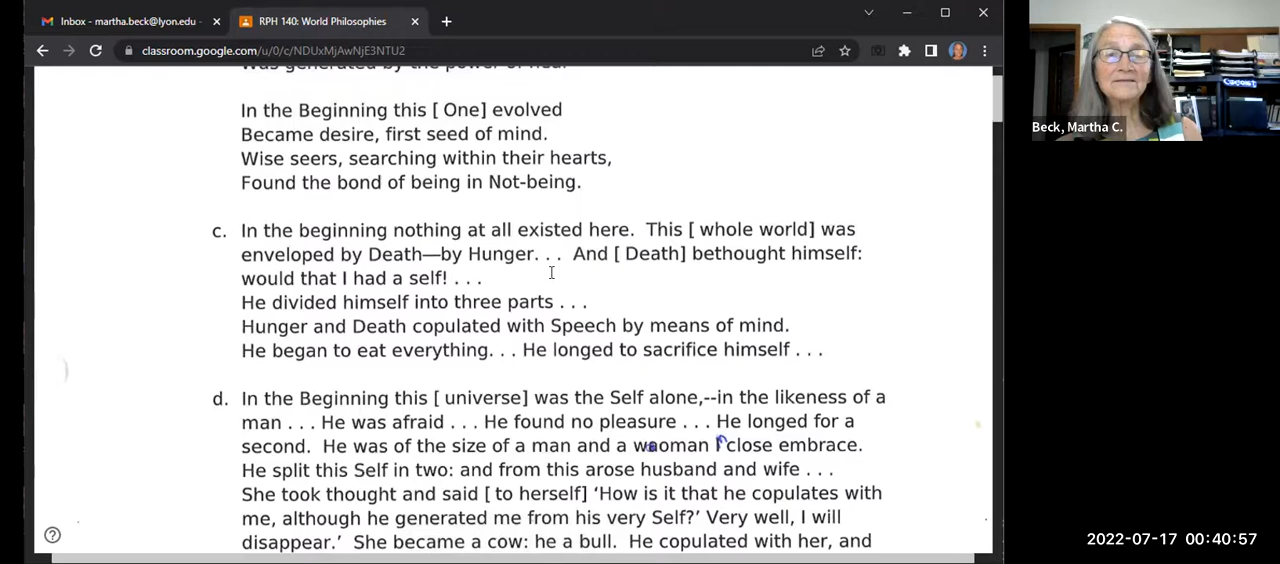 Inbox - martha.beck@lyon.edu -
RPH 140: World Philosophies
classroom.google.com/u/0/c/NDUxMjAwNjE3NTU2
Beck, Martha C.
In the Beginning this [ One] evolved
Became desire, first seed of mind.
Wise seers, searching within their hearts,
Found the bond of being in Not-being.
c. In the beginning nothing at all existed here. This [ whole world] was
enveloped by Death—by Hunger. . . And [ Death] bethought himself:
would that I had a self! . . .
He divided himself into three parts . . .
Hunger and Death copulated with Speech by means of mind.
He began to eat everything. . . He longed to sacrifice himself . . .
d. In the Beginning this [ universe] was the Self alone,--in the likeness of a
man . . . He was afraid . . . He found no pleasure . . . He longed for a
second. He was of the size of a man and a waoman I close embrace.
He split this Self in two: and from this arose husband and wife . . .
She took thought and said [ to herself] ‘How is it that he copulates with
me, although he generated me from his very Self?’ Very well, I will
disappear.’ She became a cow: he a bull. He copulated with her, and
2022-07-17 00:40:57